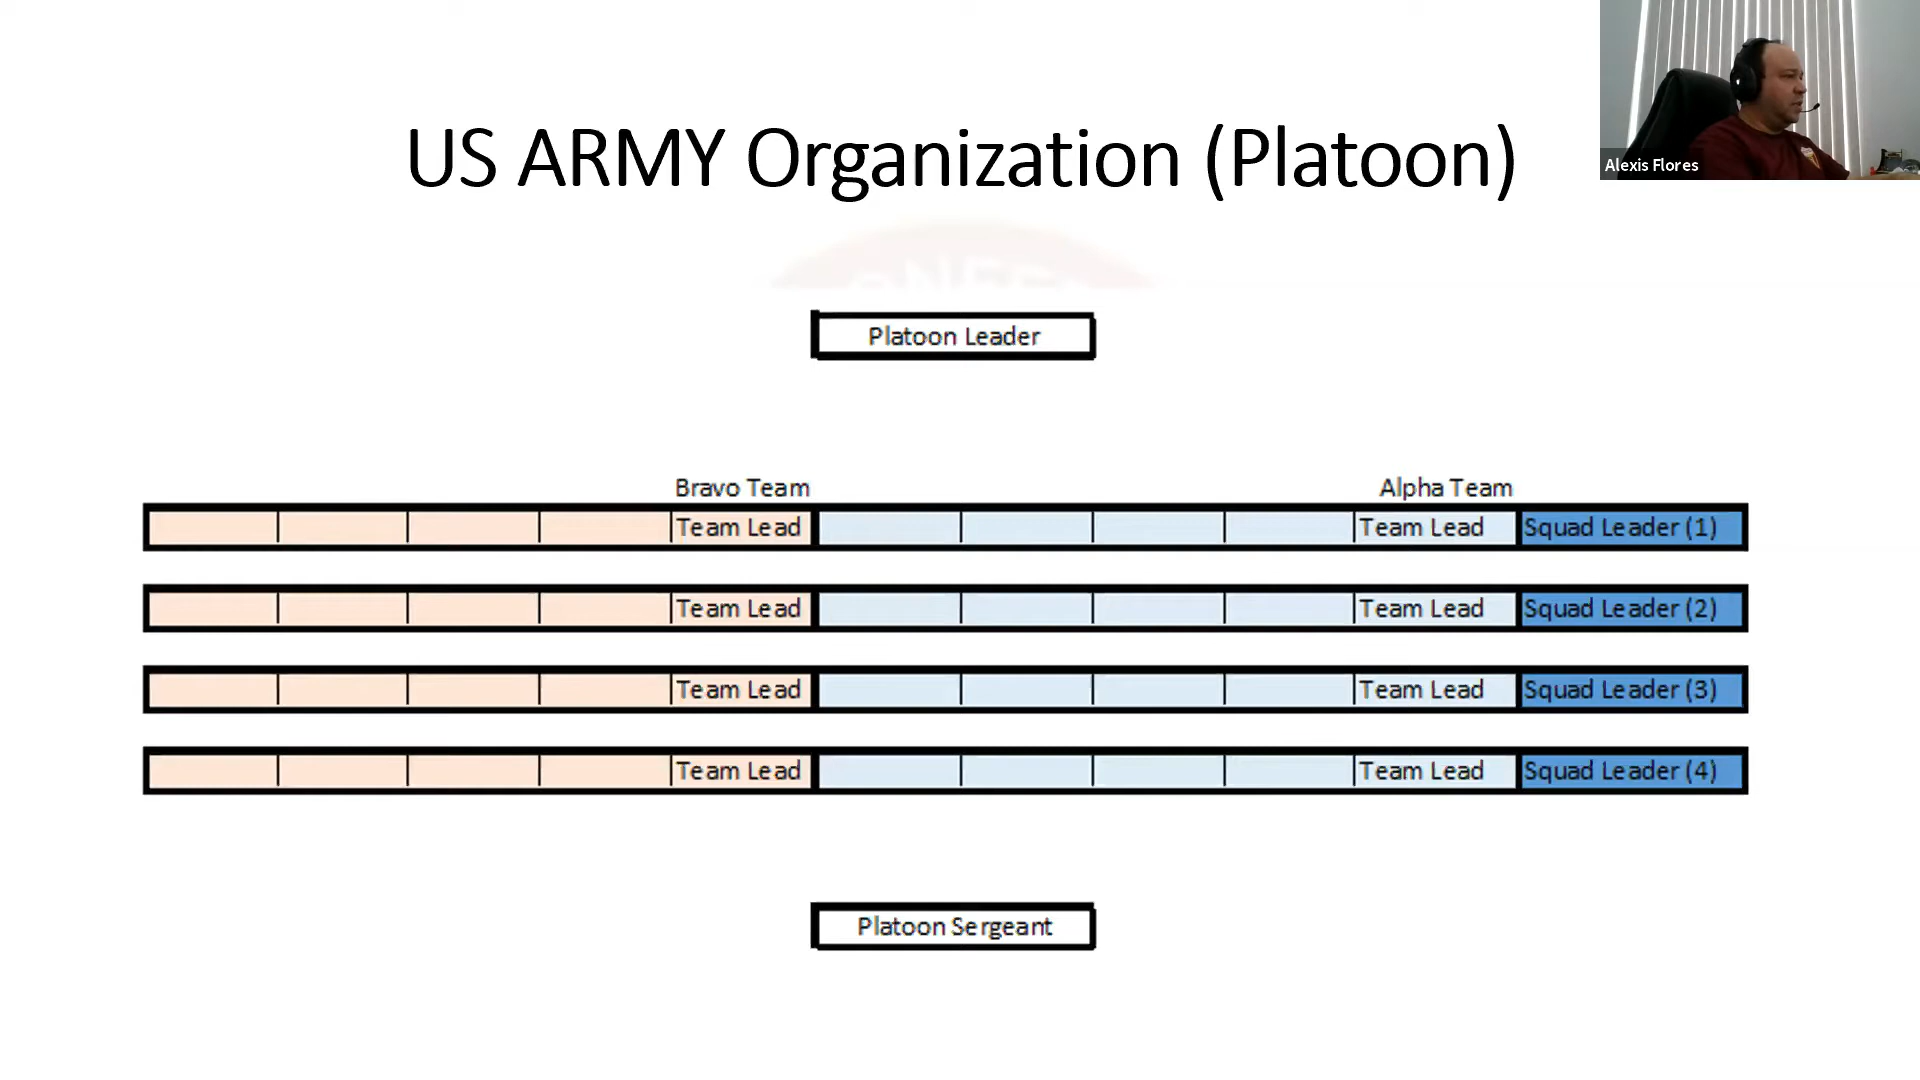 US ARMY Organization (Platoon)
Alexis Flores
Platoon Leader
Bravo Team Alpha Team
Team Lead Team Lead Squad Leader (1)
Team Lead Team Lead Squad Leader (2)
Team Lead Team Lead Squad Leader (3)
Team Lead Team Lead Squad Leader (4)
Platoon Sergeant